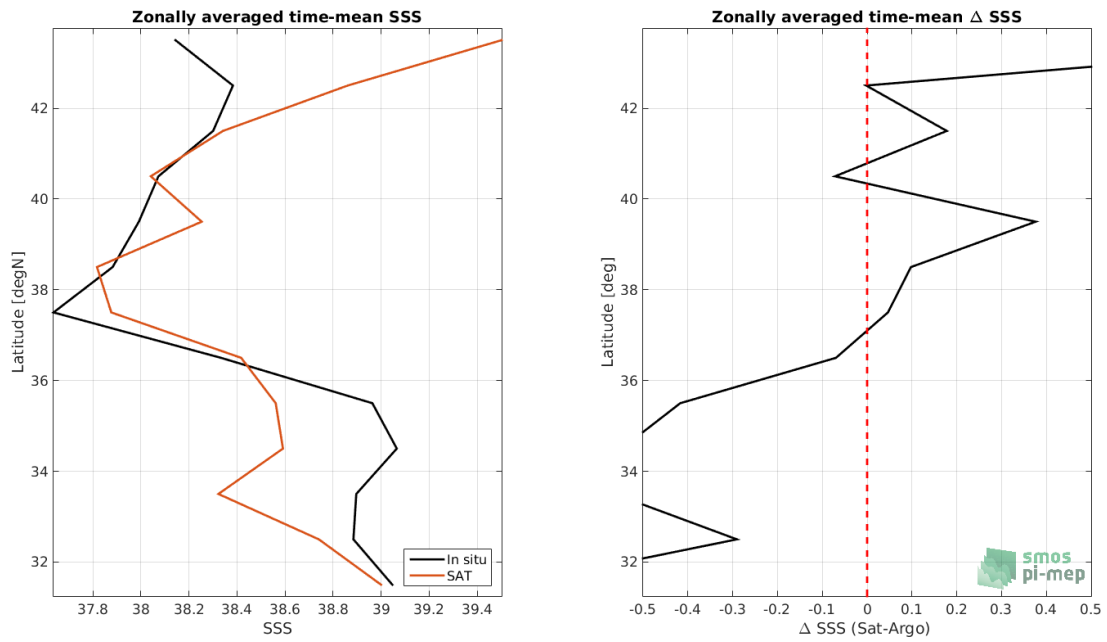 Zonally averaged time-mean SSS
42
40
38
36
34
32
Latitude [degN]
37.8 38 38.2 38.4 38.6 38.8 39 39.2 39.4
SSS
In situ
SAT
Zonally averaged time-mean Δ SSS
42
40
38
36
34
32
Latitude [deg]
-0.5 -0.4 -0.3 -0.2 -0.1 0 0.1 0.2 0.3 0.4 0.5
Δ SSS (Sat-Argo)
smos
pi-mep